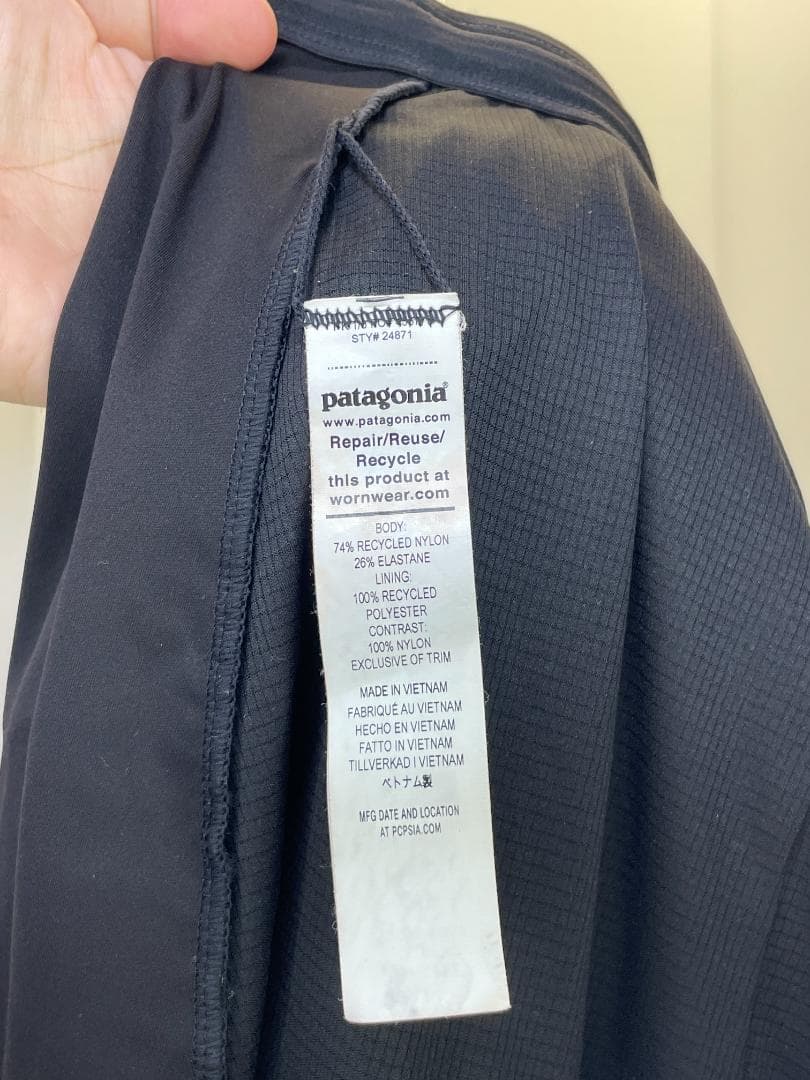 STY# 24871
patagonia®
www.patagonia.com
Repair/Reuse/
Recycle
this product at
wornwear.com
BODY:
74% RECYCLED NYLON
26% ELASTANE
LINING:
100% RECYCLED
POLYESTER
CONTRAST:
100% NYLON
EXCLUSIVE OF TRIM
MADE IN VIETNAM
FABRIQUÉ AU VIETNAM
HECHO EN VIETNAM
FATTO IN VIETNAM
TILLVERKAD I VIETNAM
ベトナム製
MFG DATE AND LOCATION
AT PCPSIA.COM